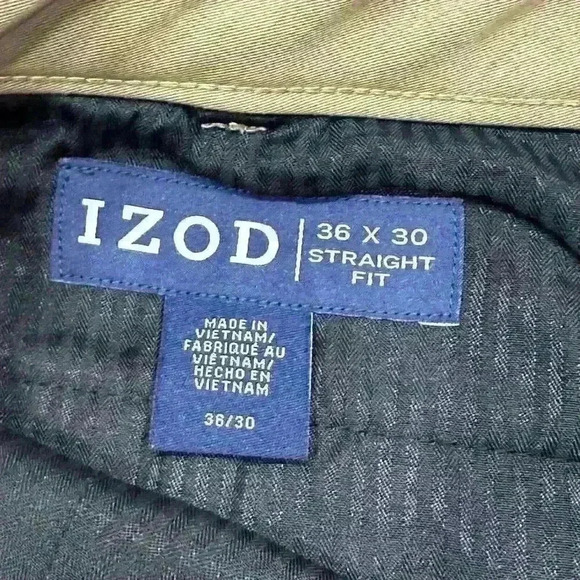 IZOD
36 X 30
STRAIGHT
FIT
MADE IN
VIETNAM/
FABRIQUÉ AU
VIETNAM/
HECHO EN
VIETNAM
36/30